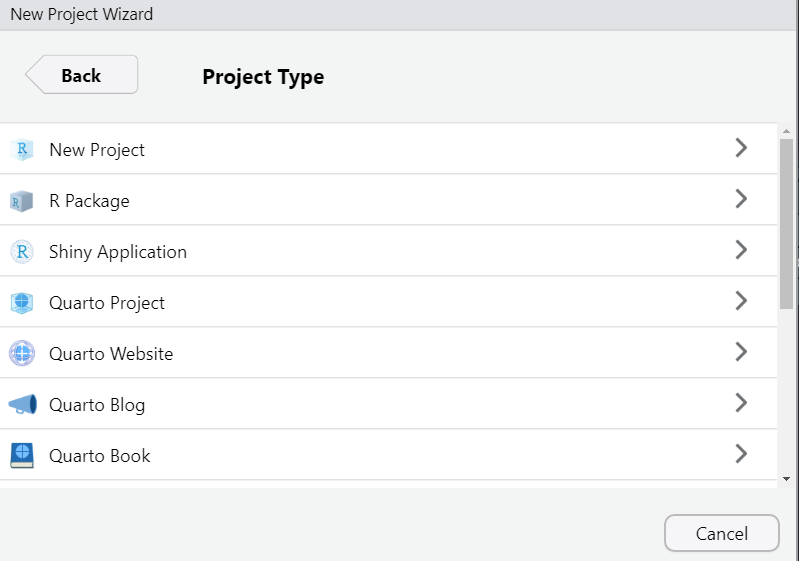 New Project Wizard
Back
Project Type
R New Project
R R Package
R Shiny Application
Quarto Project
Quarto Website
Quarto Blog
Quarto Book
Cancel